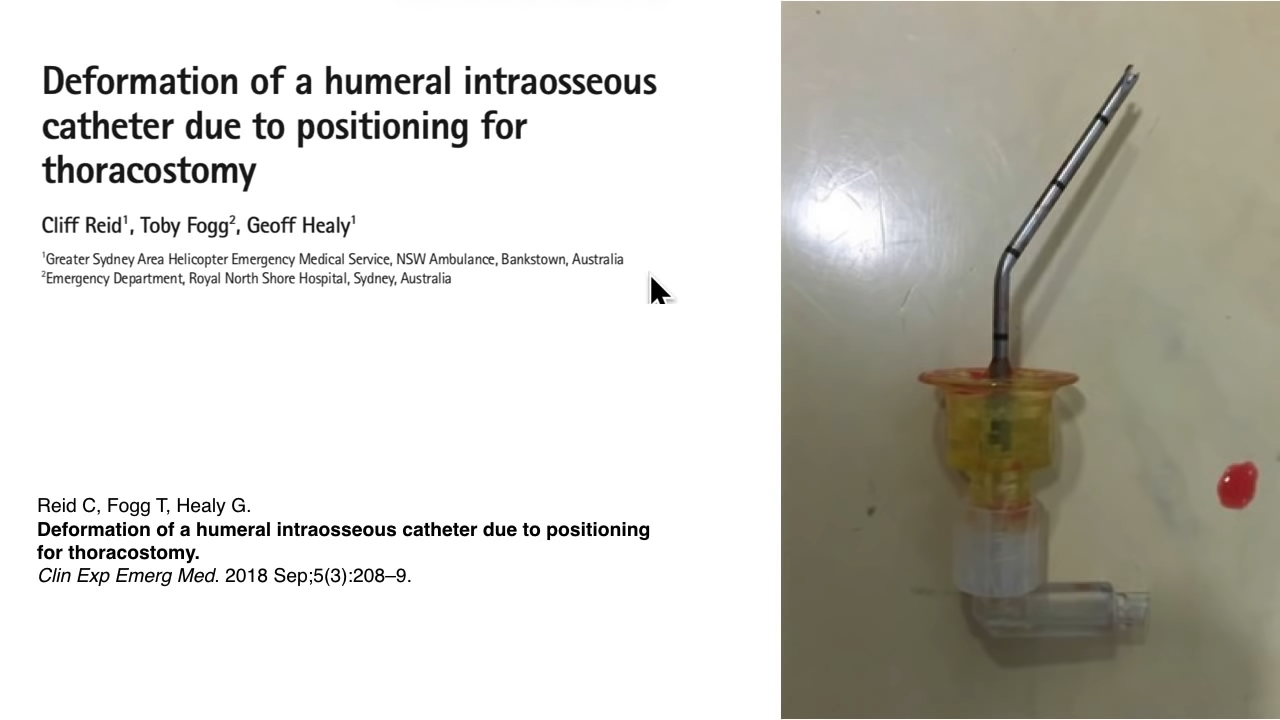 Deformation of a humeral intraosseous
catheter due to positioning for
thoracostomy
Cliff Reid¹, Toby Fogg², Geoff Healy¹
¹Greater Sydney Area Helicopter Emergency Medical Service, NSW Ambulance, Bankstown, Australia
²Emergency Department, Royal North Shore Hospital, Sydney, Australia
Reid C, Fogg T, Healy G.
Deformation of a humeral intraosseous catheter due to positioning
for thoracostomy.
Clin Exp Emerg Med. 2018 Sep;5(3):208–9.